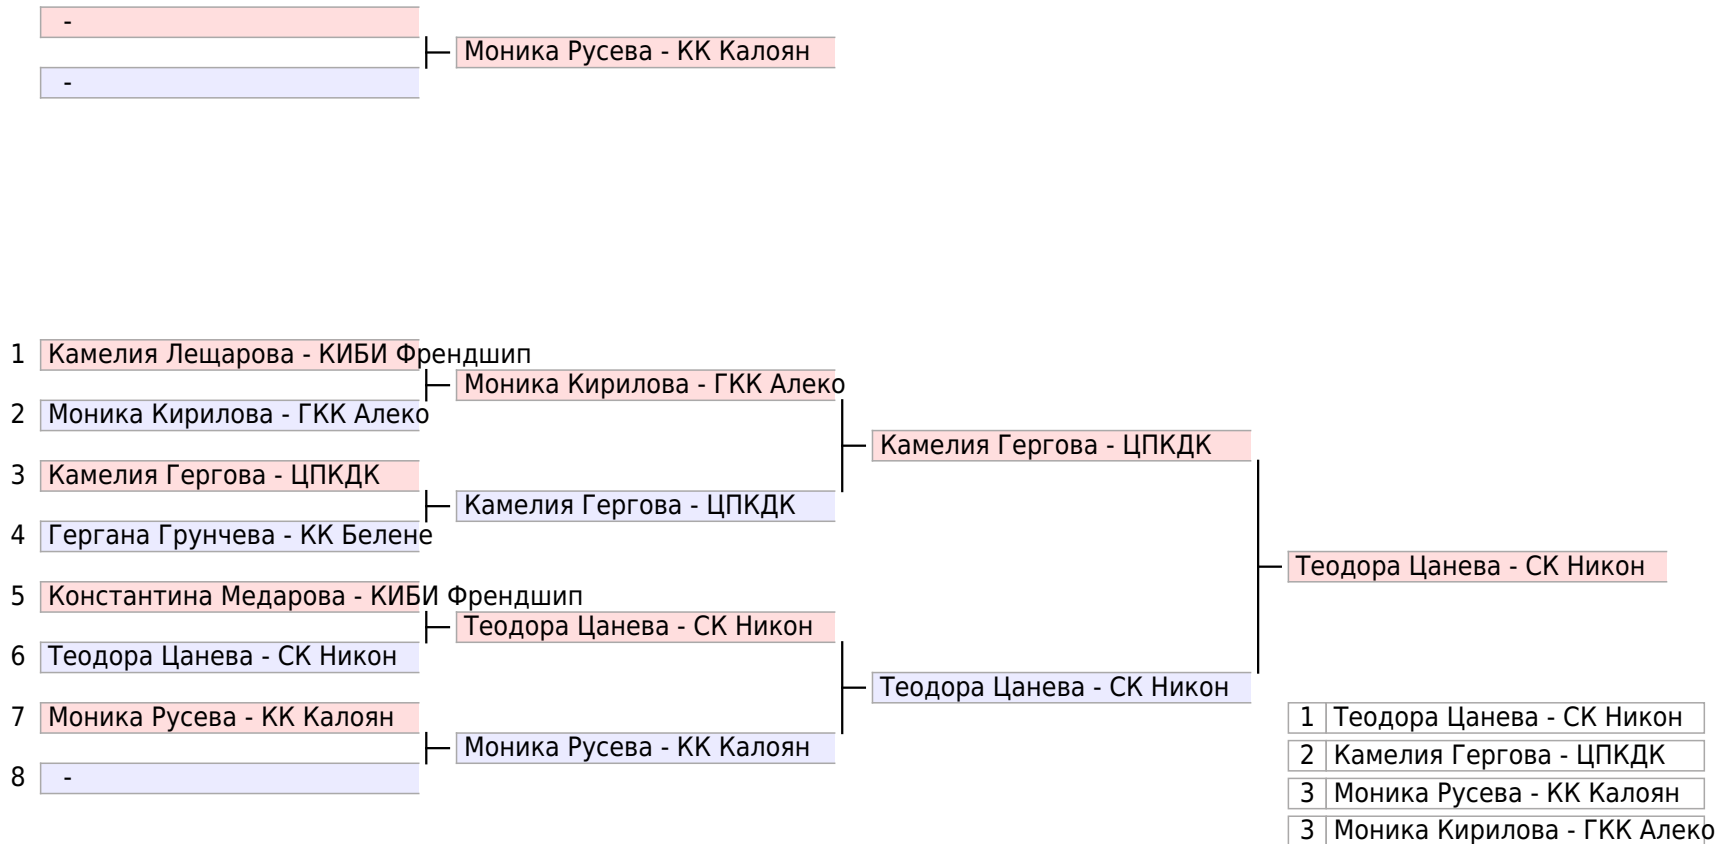 -
Моника Русева - КК Калоян
-
1 Камелия Лещарова - КИБИ Френдшип
Моника Кирилова - ГКК Алеко
2 Моника Кирилова - ГКК Алеко
Камелия Гергова - ЦПКДК
3 Камелия Гергова - ЦПКДК
Камелия Гергова - ЦПКДК
4 Гергана Грунчева - КК Белене
Теодора Цанева - СК Никон
5 Константина Медарова - КИБИ Френдшип
Теодора Цанева - СК Никон
6 Теодора Цанева - СК Никон
Теодора Цанева - СК Никон
7 Моника Русева - КК Калоян
Моника Русева - КК Калоян
8 -
1 Теодора Цанева - СК Никон
2 Камелия Гергова - ЦПКДК
3 Моника Русева - КК Калоян
3 Моника Кирилова - ГКК Алеко